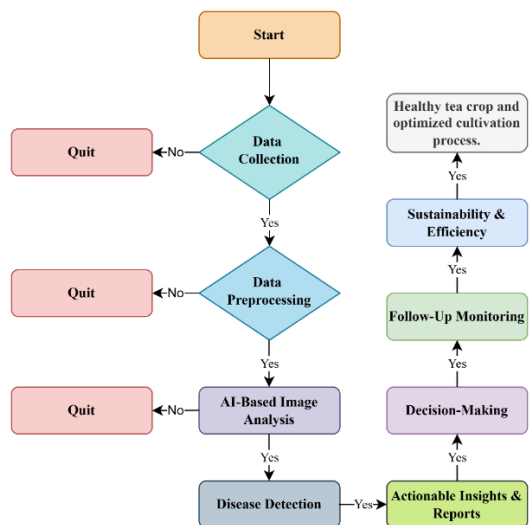 Start
Data
Collection
No
Quit
Yes
Data
Preprocessing
No
Quit
Yes
AI-Based Image
Analysis
No
Quit
Yes
Disease Detection
Yes
Actionable Insights &
Reports
Yes
Decision-Making
Yes
Follow-Up Monitoring
Yes
Sustainability &
Efficiency
Yes
Healthy tea crop and
optimized cultivation
process.